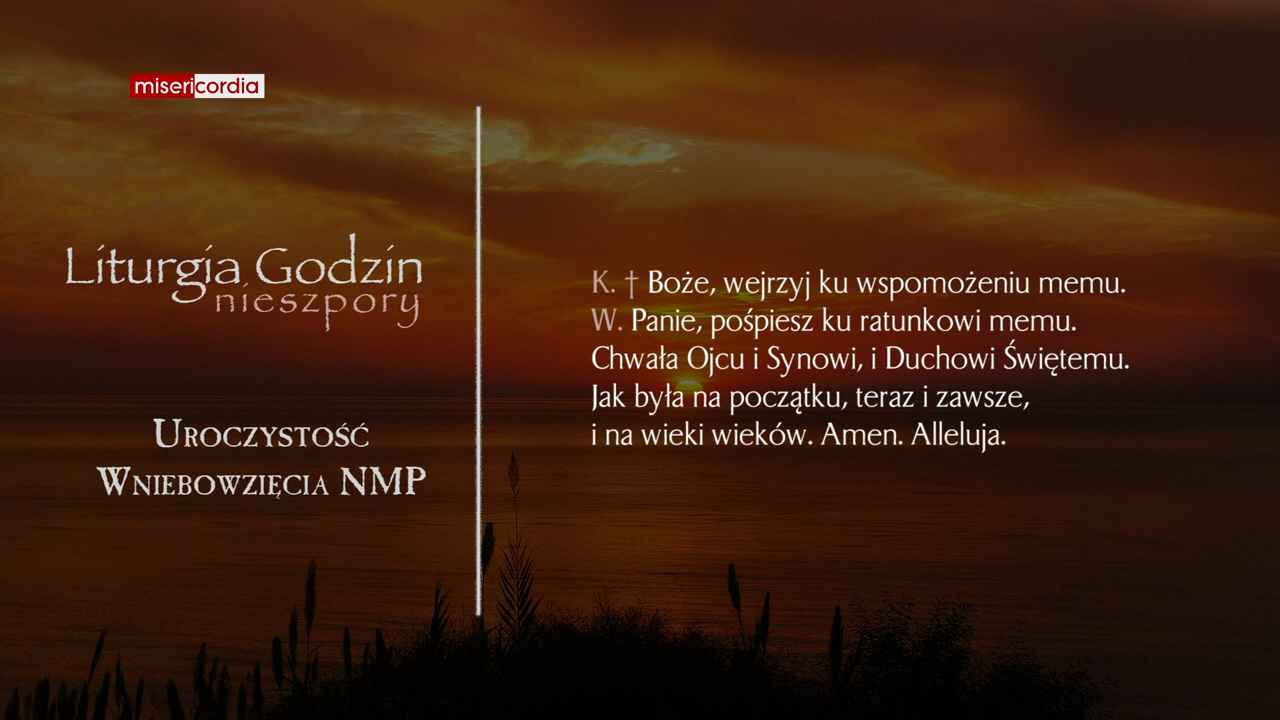 misericordia
Liturgia Godzin
nieszpory
Uroczystość
Wniebowzięcia NMP
K. † Boże, wejrzyj ku wspomożeniu memu.
W. Panie, pośpiesz ku ratunkowi memu.
Chwała Ojcu i Synowi, i Duchowi Świętemu.
Jak była na początku, teraz i zawsze,
i na wieki wieków. Amen. Alleluja.